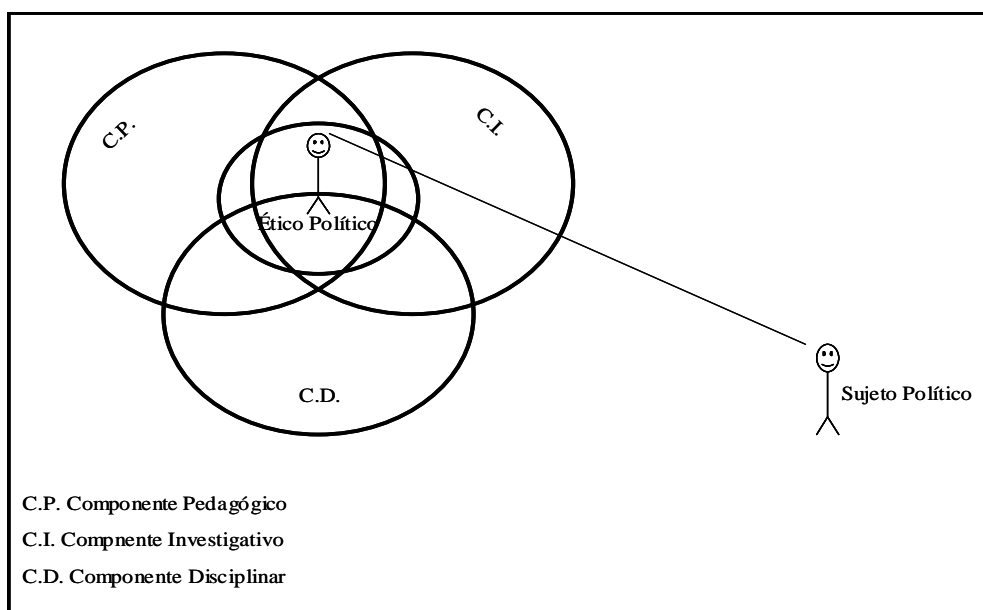 C.P.
C.I.
Ético Político
C.D.
Sujeto Político
C.P. Componente Pedagógico
C.I. Compnente Investigativo
C.D. Componente Disciplinar